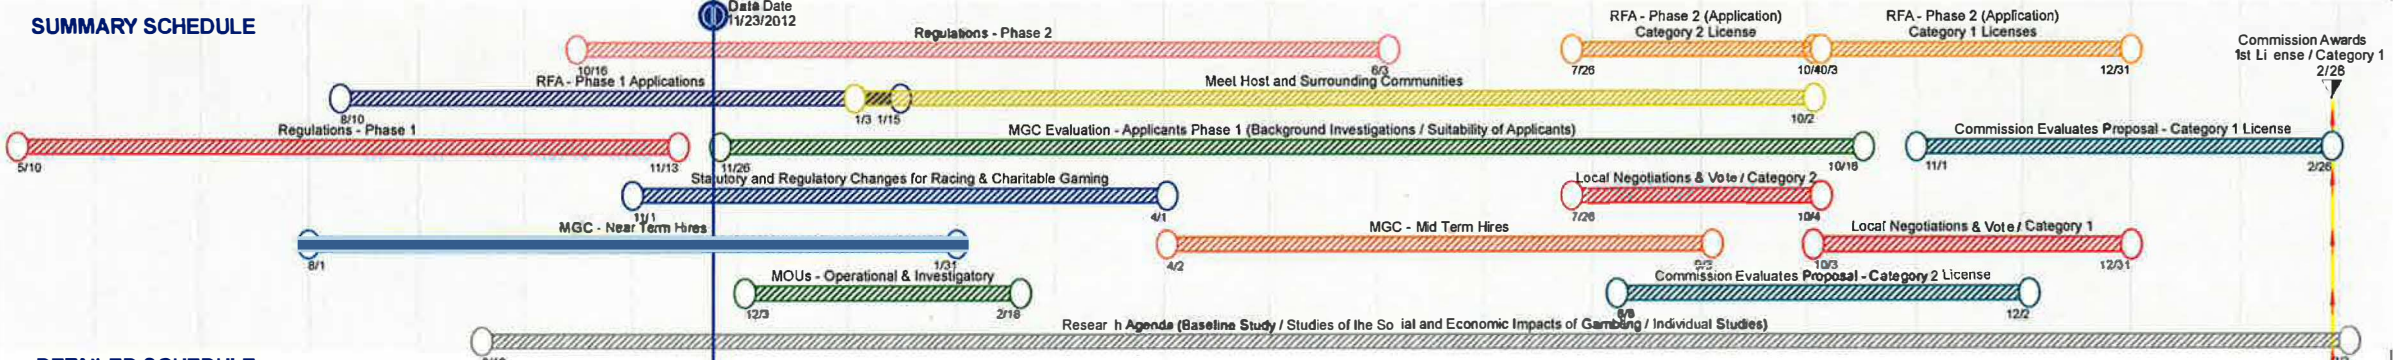 Data Date
11/23/2012
SUMMARY SCHEDULE
Regulations - Phase 2
10/16
6/3
RFA - Phase 2 (Application)
Category 2 License
7/26
10/4
10/3
RFA - Phase 2 (Application)
Category 1 Licenses
12/31
Commission Awards
1st Li ense / Category 1
2/28
RFA - Phase 1 Applications
8/10
1/3 1/15
Meet Host and Surrounding Communities
10/2
Regulations - Phase 1
5/10
11/13
MGC Evaluation - Applicants Phase 1 (Background Investigations / Suitability of Applicants)
11/26
10/16
Commission Evaluates Proposal - Category 1 License
11/1
2/26
Statutory and Regulatory Changes for Racing & Charitable Gaming
11/1
4/1
Local Negotiations & Vote / Category 2
7/26
10/4
MGC - Near Term Hires
8/1
1/31
MGC - Mid Term Hires
4/2
Local Negotiations & Vote / Category 1
10/3
12/31
MOUs - Operational & Investigatory
12/3
2/18
Commission Evaluates Proposal - Category 2 License
12/2
Resear h Agenda (Baseline Study / Studies of the So ial and Economic Impacts of Gambling / Individual Studies)
DETAILED SCHEDULE